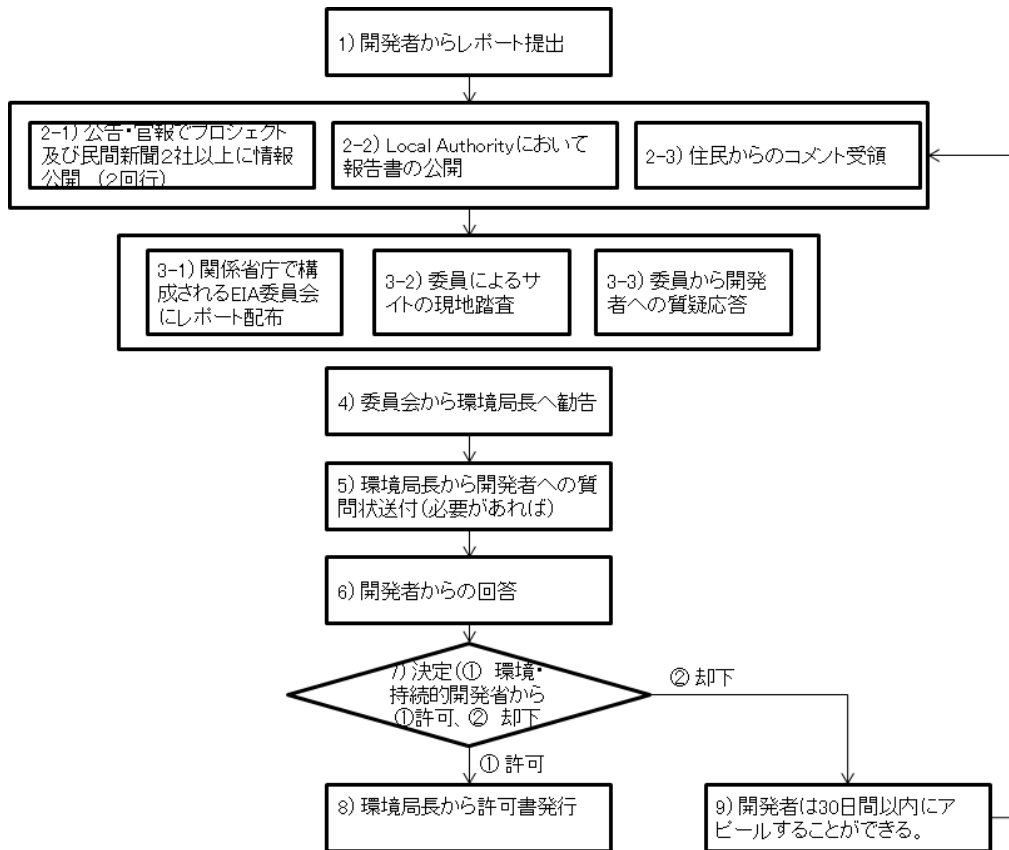 1) 開発者からレポート提出
2-1) 公告・官報でプロジェクト
及び民間新聞2社以上に情報
公開 (2回行)
2-2) Local Authorityにおいて
報告書の公開
2-3) 住民からのコメント受領
3-1) 関係省庁で構
成されるEIA委員会
にレポート配布
3-2) 委員によるサ
イトの現地踏査
3-3) 委員から開発
者への質疑応答
4) 委員会から環境局長へ勧告
5) 環境局長から開発者への質
問状送付(必要があれば)
6) 開発者からの回答
7) 決定(① 環境・
持続的開発省から
①許可、② 却下
② 却下
① 許可
8) 環境局長から許可書発行
9) 開発者は30日間以内にア
ピールすることができる。